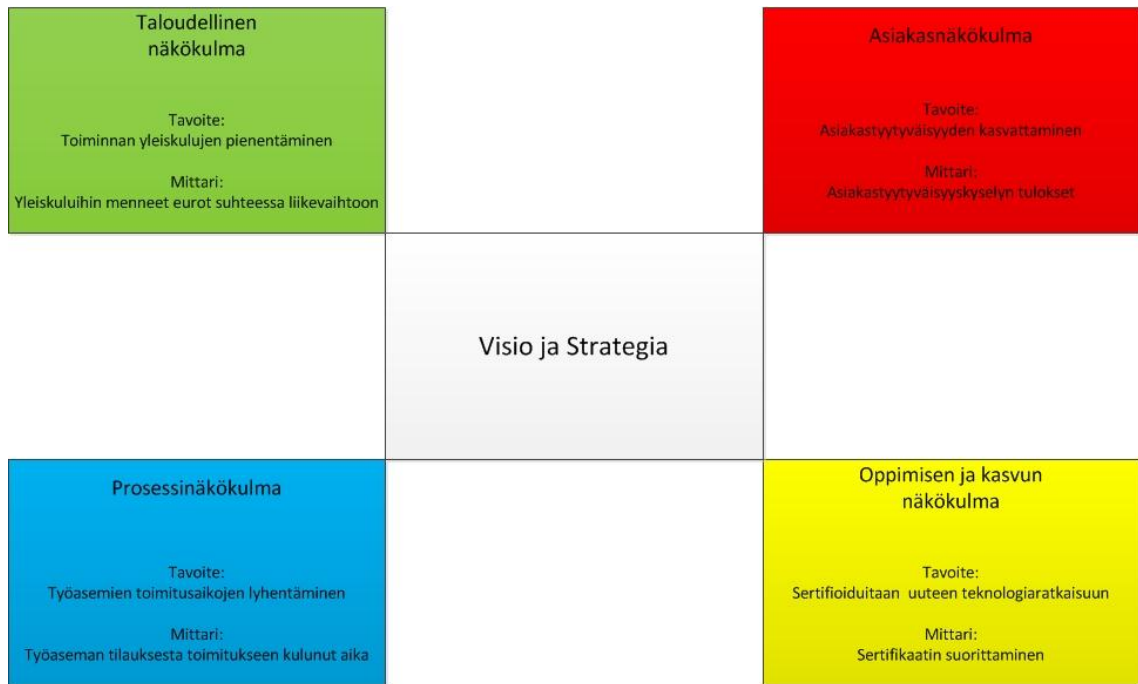 Taloudellinen
näkökulma
Tavoite:
Toiminnan yleiskulujen pienentäminen
Mittari:
Yleiskuluihin menneet eurot suhteessa liikevaihtoon
Asiakasnäkökulma
Tavoite:
Asiakastyytyväisyyden kasvattaminen
Mittari:
Asiakastyytyväisyyskyselyn tulokset
Visio ja Strategia
Prosessinäkökulma
Tavoite:
Työasemien toimitusaikojen lyhentäminen
Mittari:
Työaseman tilauksesta toimitukseen kulunut aika
Oppimisen ja kasvun
näkökulma
Tavoite:
Sertifioiduitaan uuteen teknologiaratkaisuun
Mittari:
Sertifikaatin suorittaminen